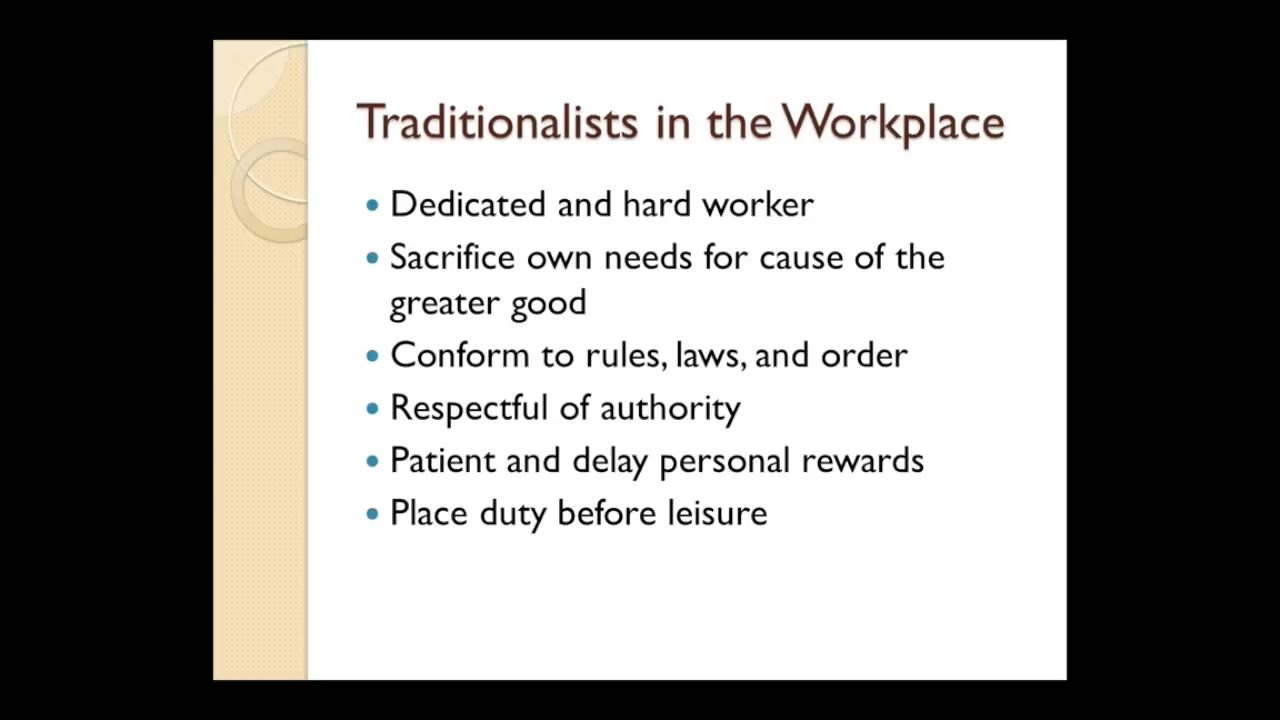 Traditionalists in the Workplace
• Dedicated and hard worker
• Sacrifice own needs for cause of the
greater good
• Conform to rules, laws, and order
• Respectful of authority
• Patient and delay personal rewards
• Place duty before leisure